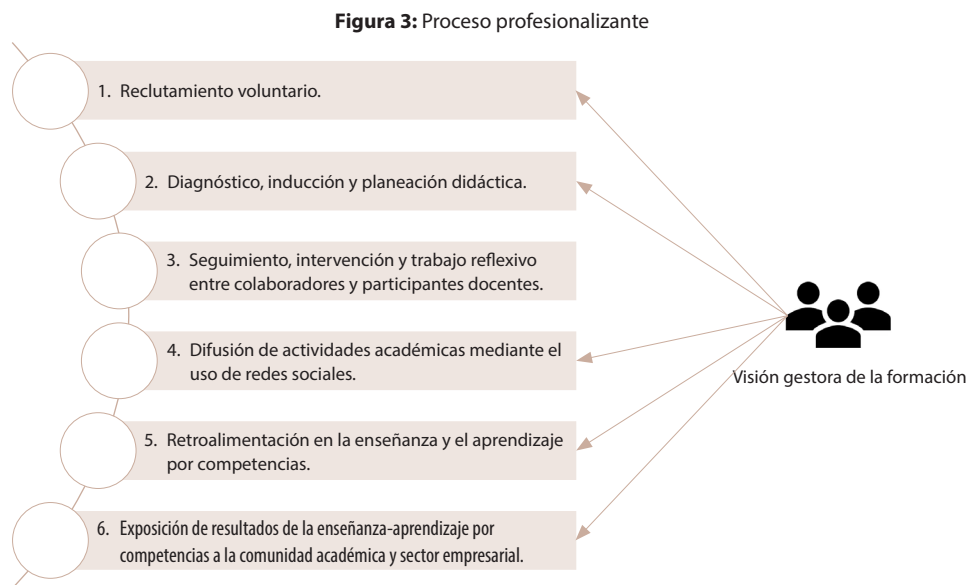 Figura 3: Proceso profesionalizante
1. Reclutamiento voluntario.
2. Diagnóstico, inducción y planeación didáctica.
3. Seguimiento, intervención y trabajo reflexivo
entre colaboradores y participantes docentes.
4. Difusión de actividades académicas mediante el
uso de redes sociales.
Visión gestora de la formación
5. Retroalimentación en la enseñanza y el aprendizaje
por competencias.
6. Exposición de resultados de la enseñanza-aprendizaje por
competencias a la comunidad académica y sector empresarial.